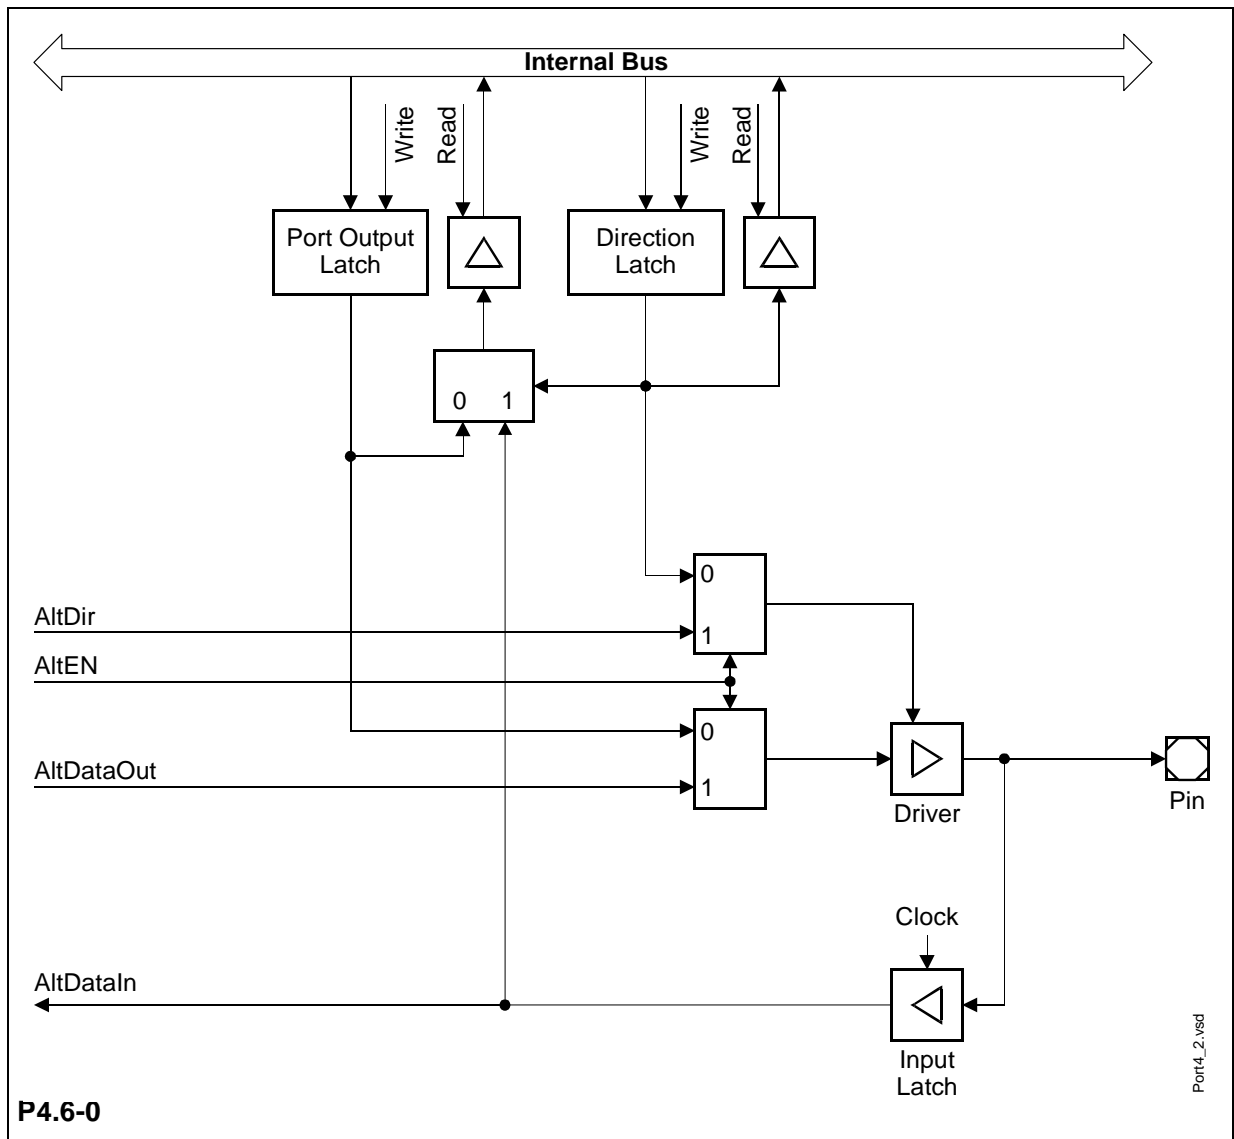 Internal Bus
Write
Read
Write
Read
Port Output
Latch
Direction
Latch
0 1
0
AltDir
1
AltEN
0
AltDataOut
1
Driver
Pin
Clock
AltDataIn
Input
Latch
Port4_2.vsd
P4.6-0